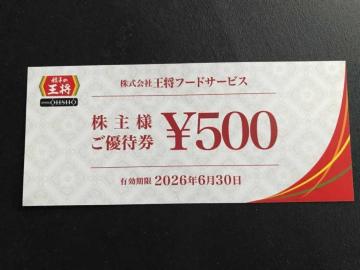 餃子の
王将
GYOZA OHSHO
株式会社王将フードサービス
株主様
ご優待券
¥500
有効期限 2026年6月30日